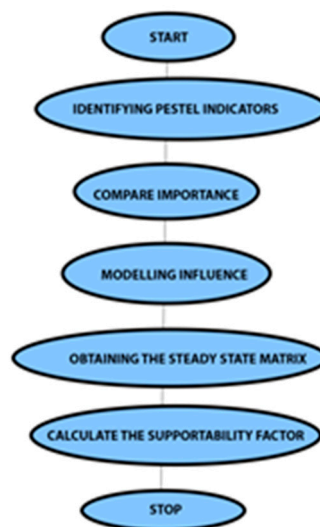 START
IDENTIFYING PESTEL INDICATORS
COMPARE IMPORTANCE
MODELLING INFLUENCE
OBTAINING THE STEADY STATE MATRIX
CALCULATE THE SUPPORTABILITY FACTOR
STOP